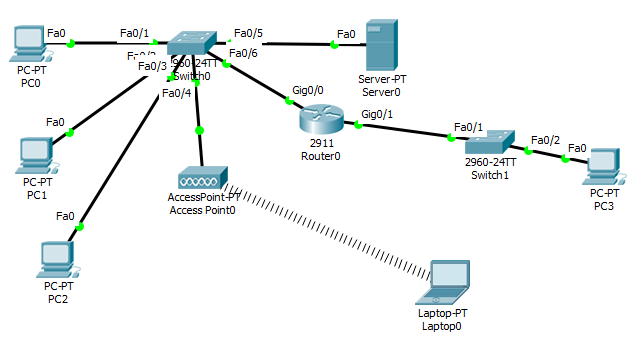 Fa0
Fa0/1
Fa0/5
Fa0
PC-PT
PC0
Fa0/3
2960-24TT
Switch0
Fa0/6
Server-PT
Server0
Fa0/4
Gig0/0
Fa0
Gig0/1
2911
Router0
Fa0/1
Fa0/2
Fa0
2960-24TT
Switch1
PC-PT
PC1
AccessPoint-PT
Access Point0
PC-PT
PC3
Fa0
PC-PT
PC2
Laptop-PT
Laptop0